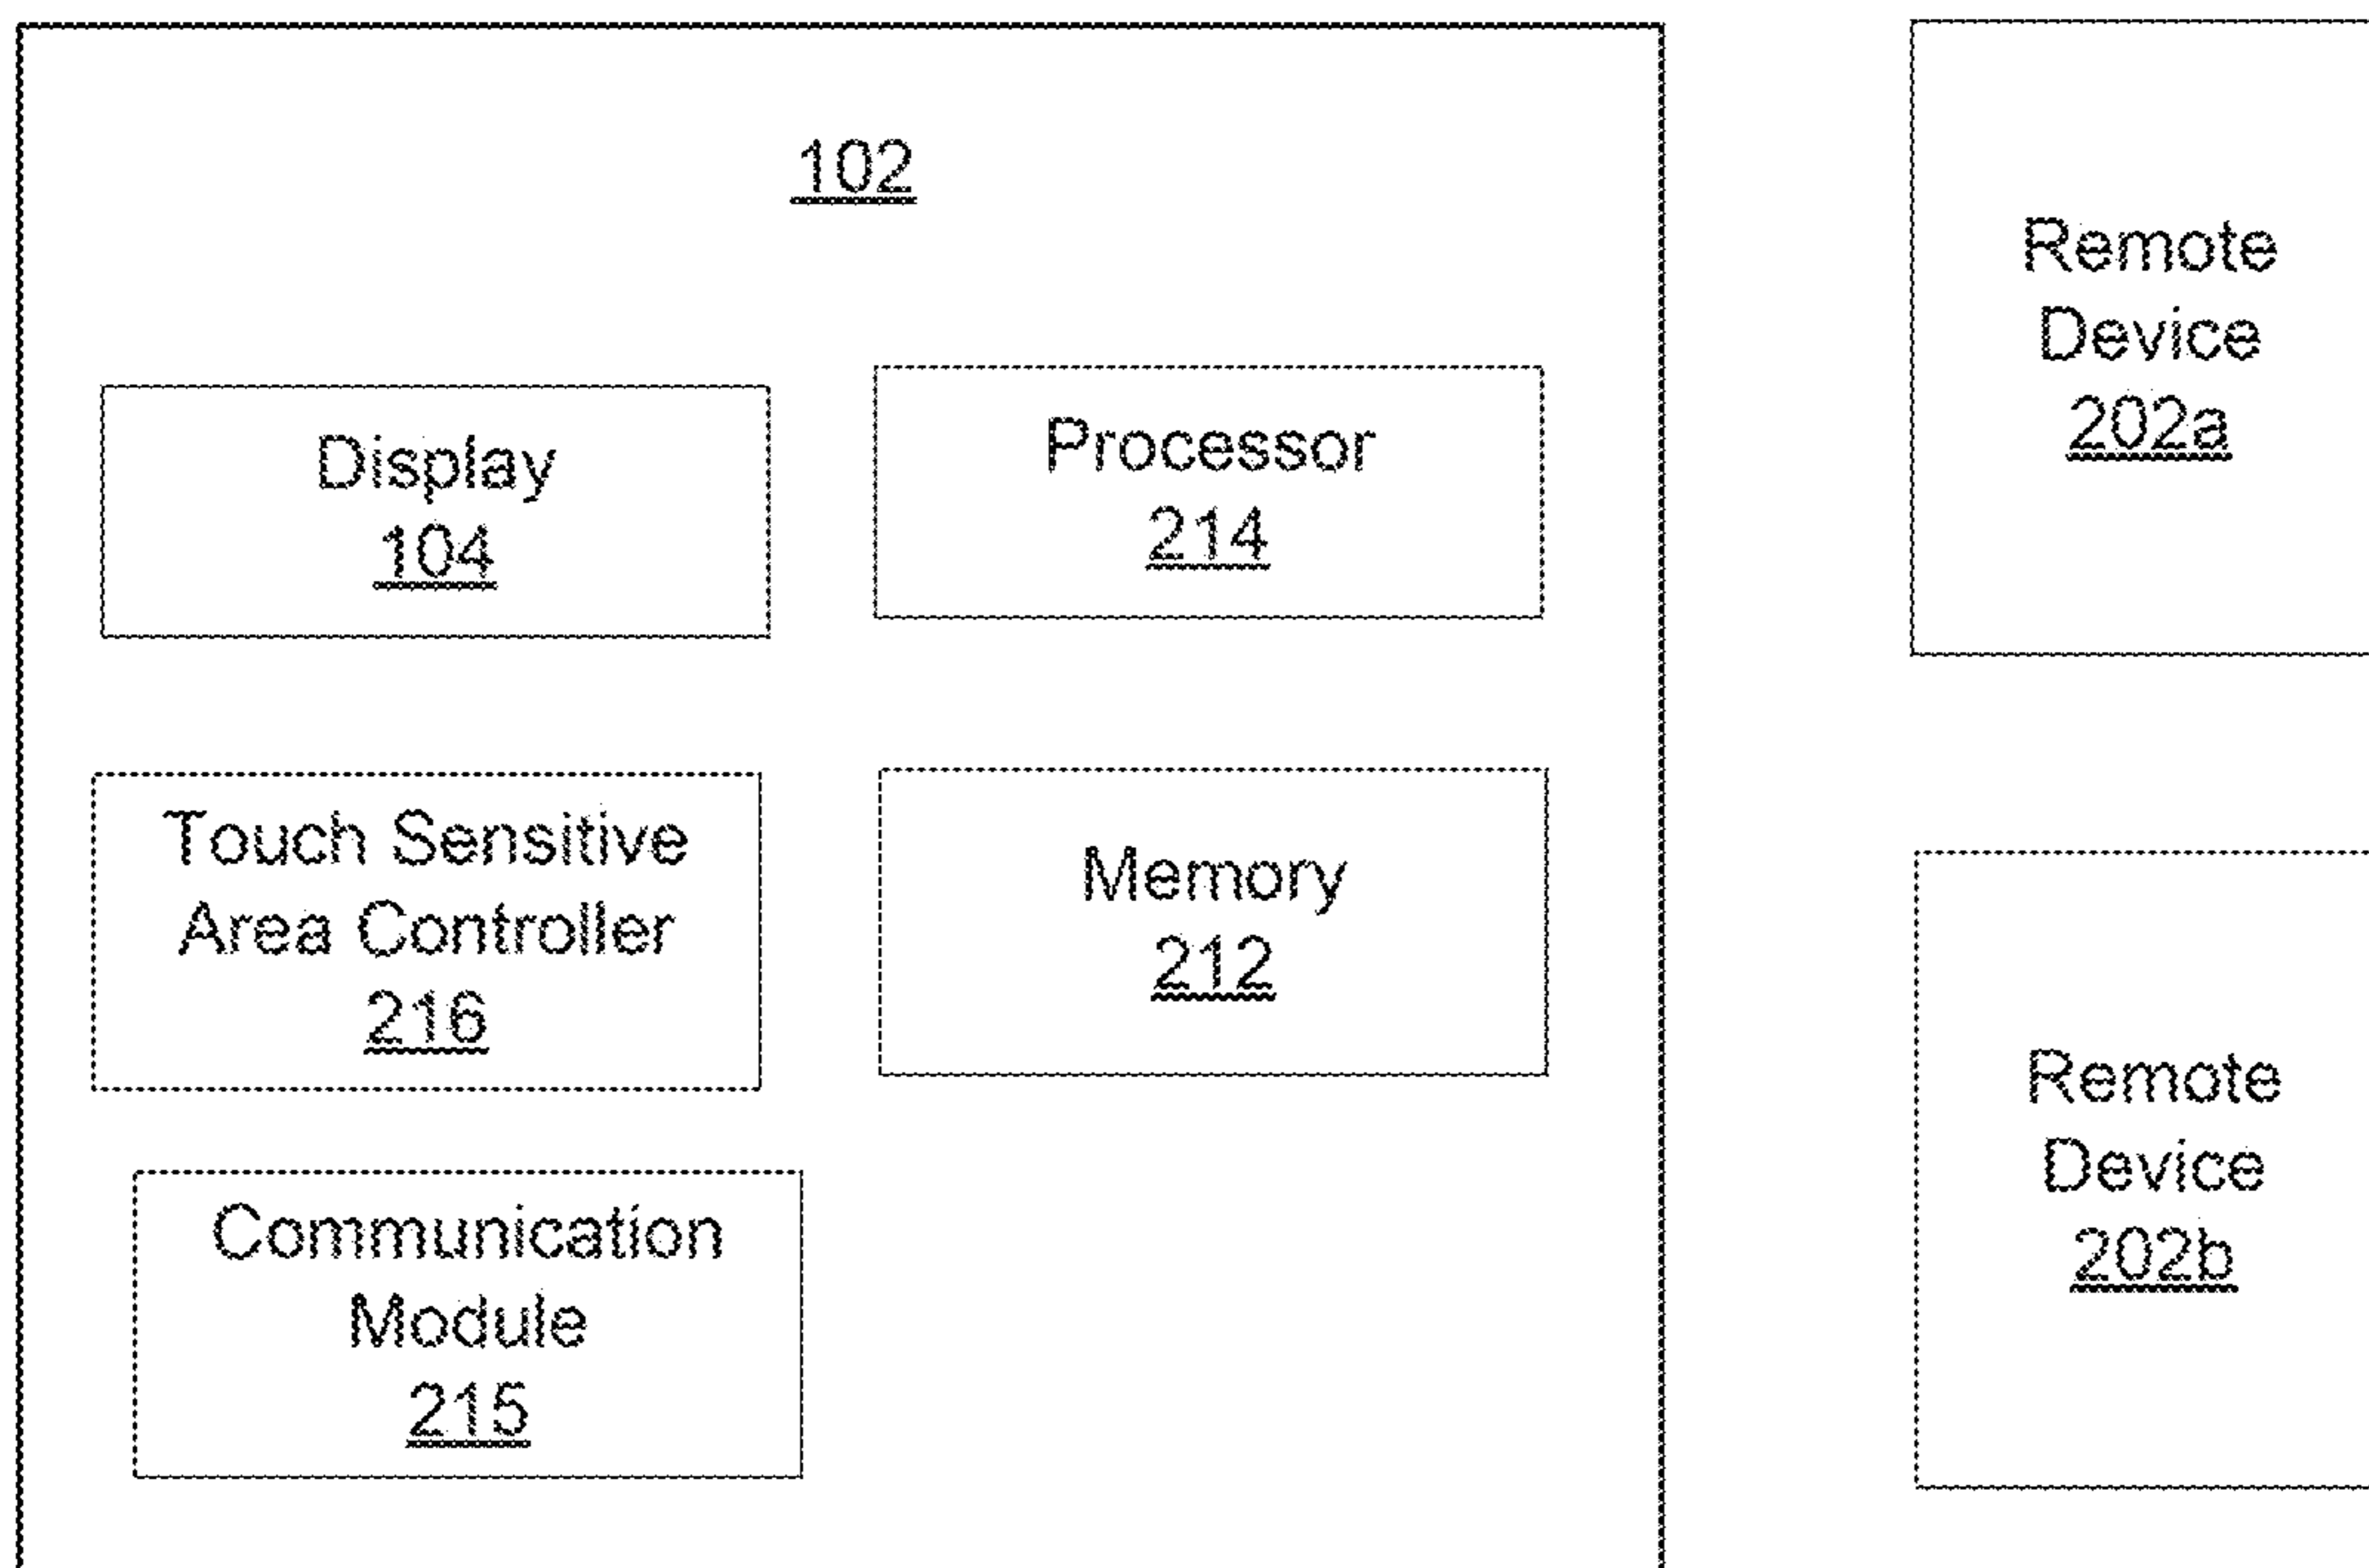 102
Display
104
Processor
214
Touch Sensitive
Area Controller
216
Memory
212
Communication
Module
215
Remote
Device
202a
Remote
Device
202b